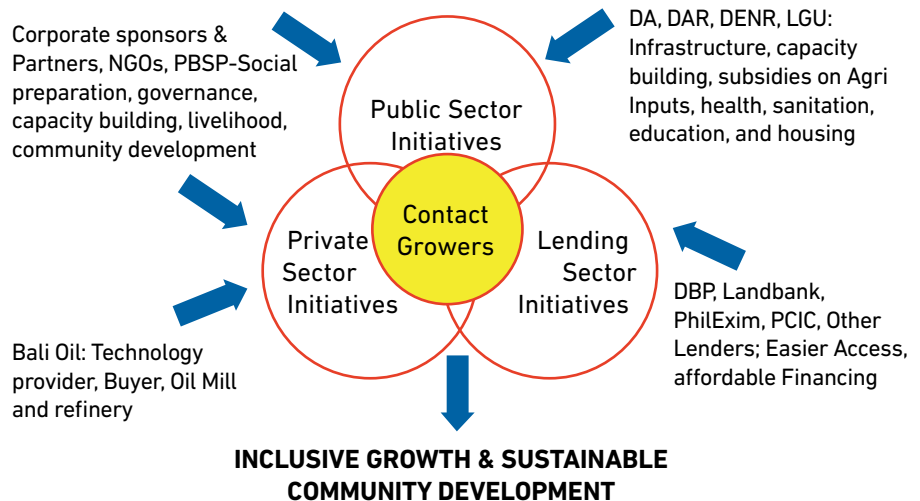 Corporate sponsors &
Partners, NGOs, PBSP-Social
preparation, governance,
capacity building, livelihood,
community development
DA, DAR, DENR, LGU:
Infrastructure, capacity
building, subsidies on Agri
Inputs, health, sanitation,
education, and housing
Public Sector
Initiatives
Contact
Growers
Private
Sector
Initiatives
Lending
Sector
Initiatives
Bali Oil: Technology
provider, Buyer, Oil Mill
and refinery
DBP, Landbank,
PhilExim, PCIC, Other
Lenders; Easier Access,
affordable Financing
INCLUSIVE GROWTH & SUSTAINABLE
COMMUNITY DEVELOPMENT